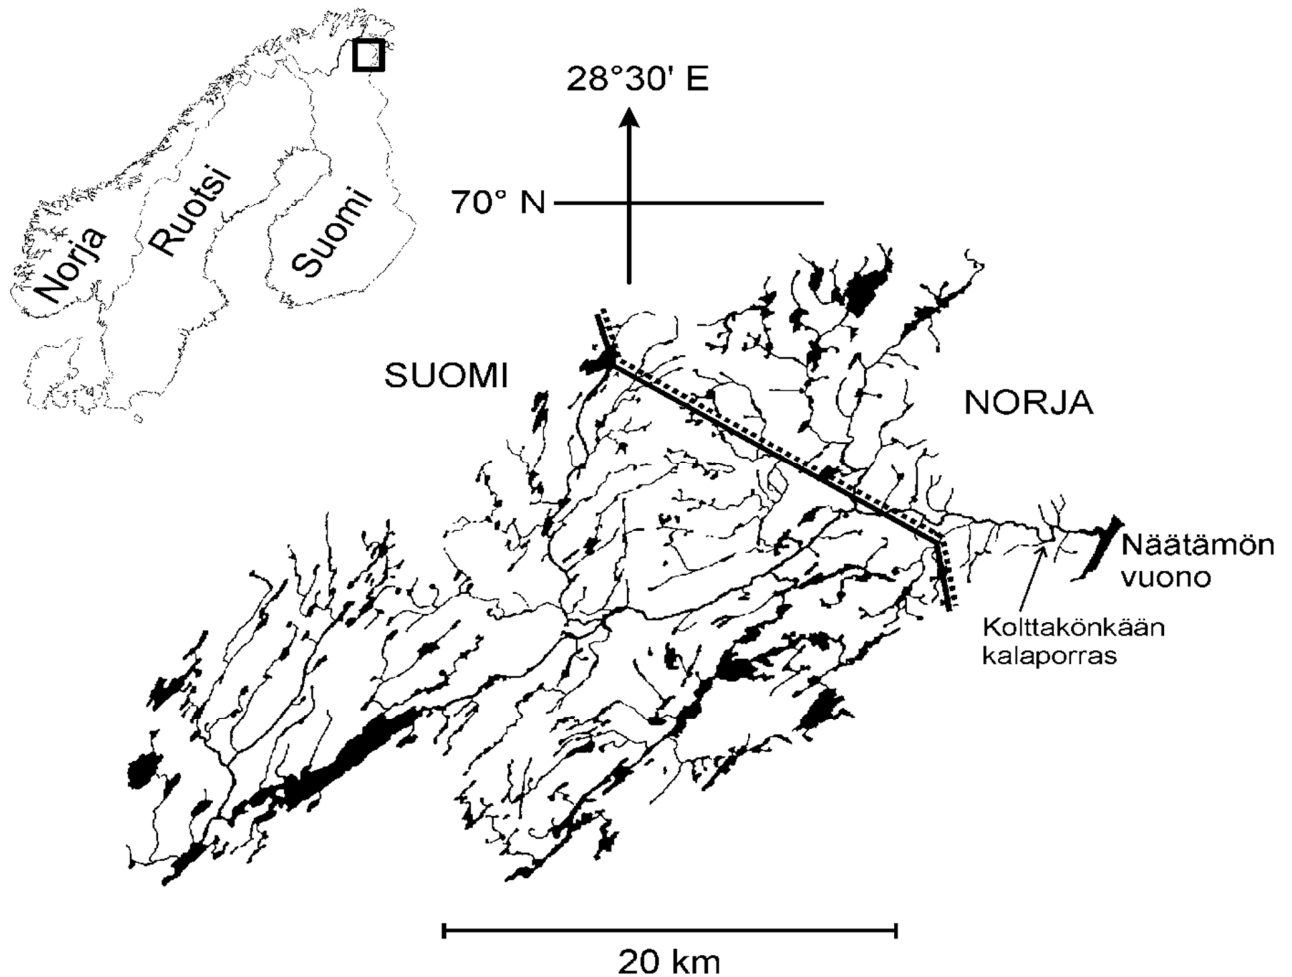 28°30' E
70° N
Norja
Ruotsi
Suomi
SUOMI
NORJA
Näätämön
vuono
Kolttakönkään
kalaporras
20 km